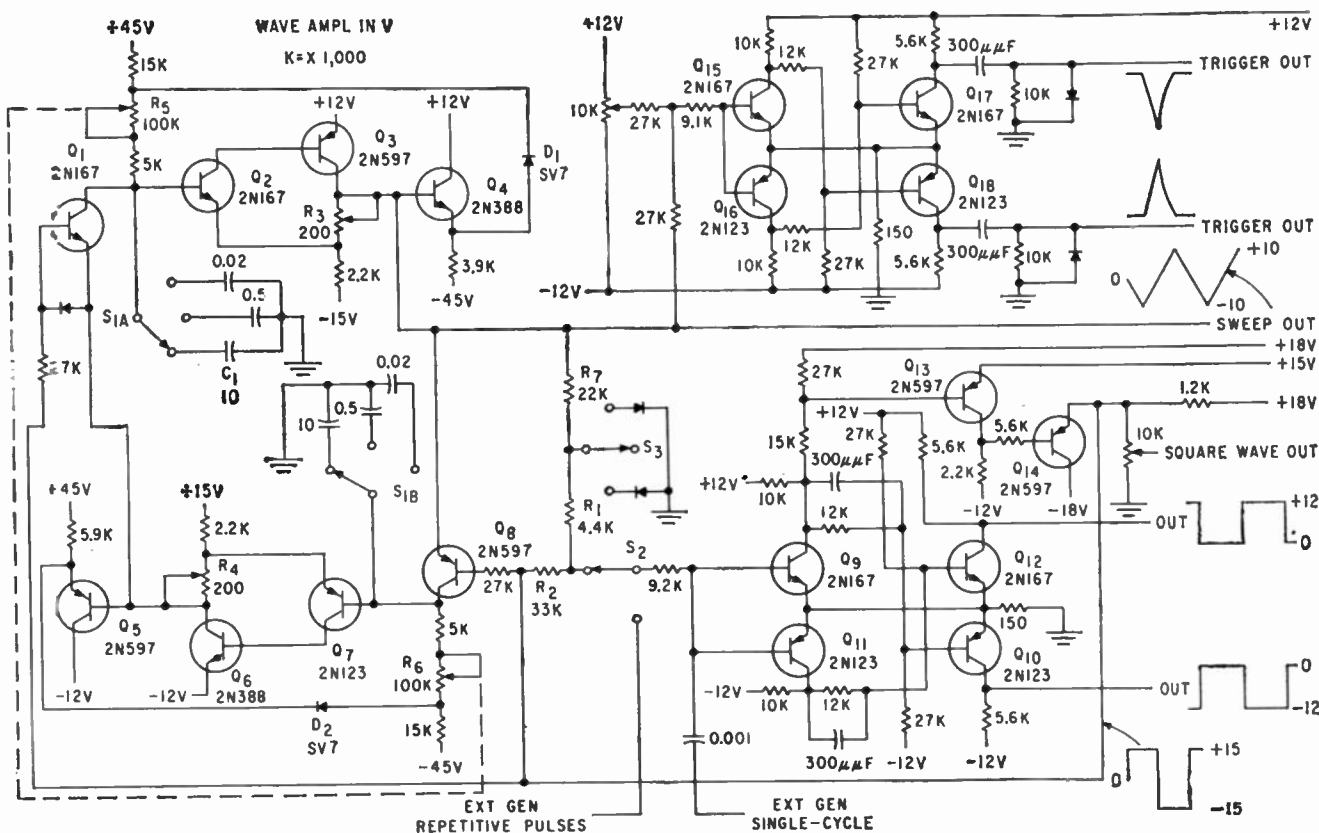 +45V
WAVE AMPL IN V
K=X 1,000
15K
R5
100K
5K
Q1
2N167
Q2
2N167
+12V
Q3
2N597
+12V
Q4
2N388
D1
SV7
R3
200
2.2K
-15V
3.9K
-45V
0.02
0.5
S1A
C1
10
7K
+12V
10K
27K
9.1K
27K
-12V
10K
12K
Q15
2N167
Q16
2N123
12K
10K
27K
27K
5.6K
300μμF
Q17
2N167
Q18
2N123
150
5.6K
300μμF
10K
10K
+12V
TRIGGER OUT
TRIGGER OUT
0
+10
-10
SWEEP OUT
R7
22K
S3
R1
4.4K
0.02
0.5
10
S1B
+45V
5.9K
+15V
2.2K
R4
200
Q5
2N597
-12V
Q6
2N388
-12V
Q7
2N123
Q8
2N597
27K
R2
33K
S2
9.2K
5K
R6
100K
15K
-45V
D2
SV7
EXT GEN
REPETITIVE PULSES
0.001
EXT GEN
SINGLE-CYCLE
27K
15K
+12V
10K
300μμF
12K
+12V
27K
5.6K
Q9
2N167
Q11
2N123
-12V
10K
12K
300μμF
27K
-12V
Q12
2N167
150
Q10
2N123
5.6K
-12V
Q13
2N597
5.6K
2.2K
-12V
Q14
2N597
-18V
+18V
+15V
1.2K
+18V
10K
SQUARE WAVE OUT
OUT
+12
0
OUT
0
-12
0
+15
-15